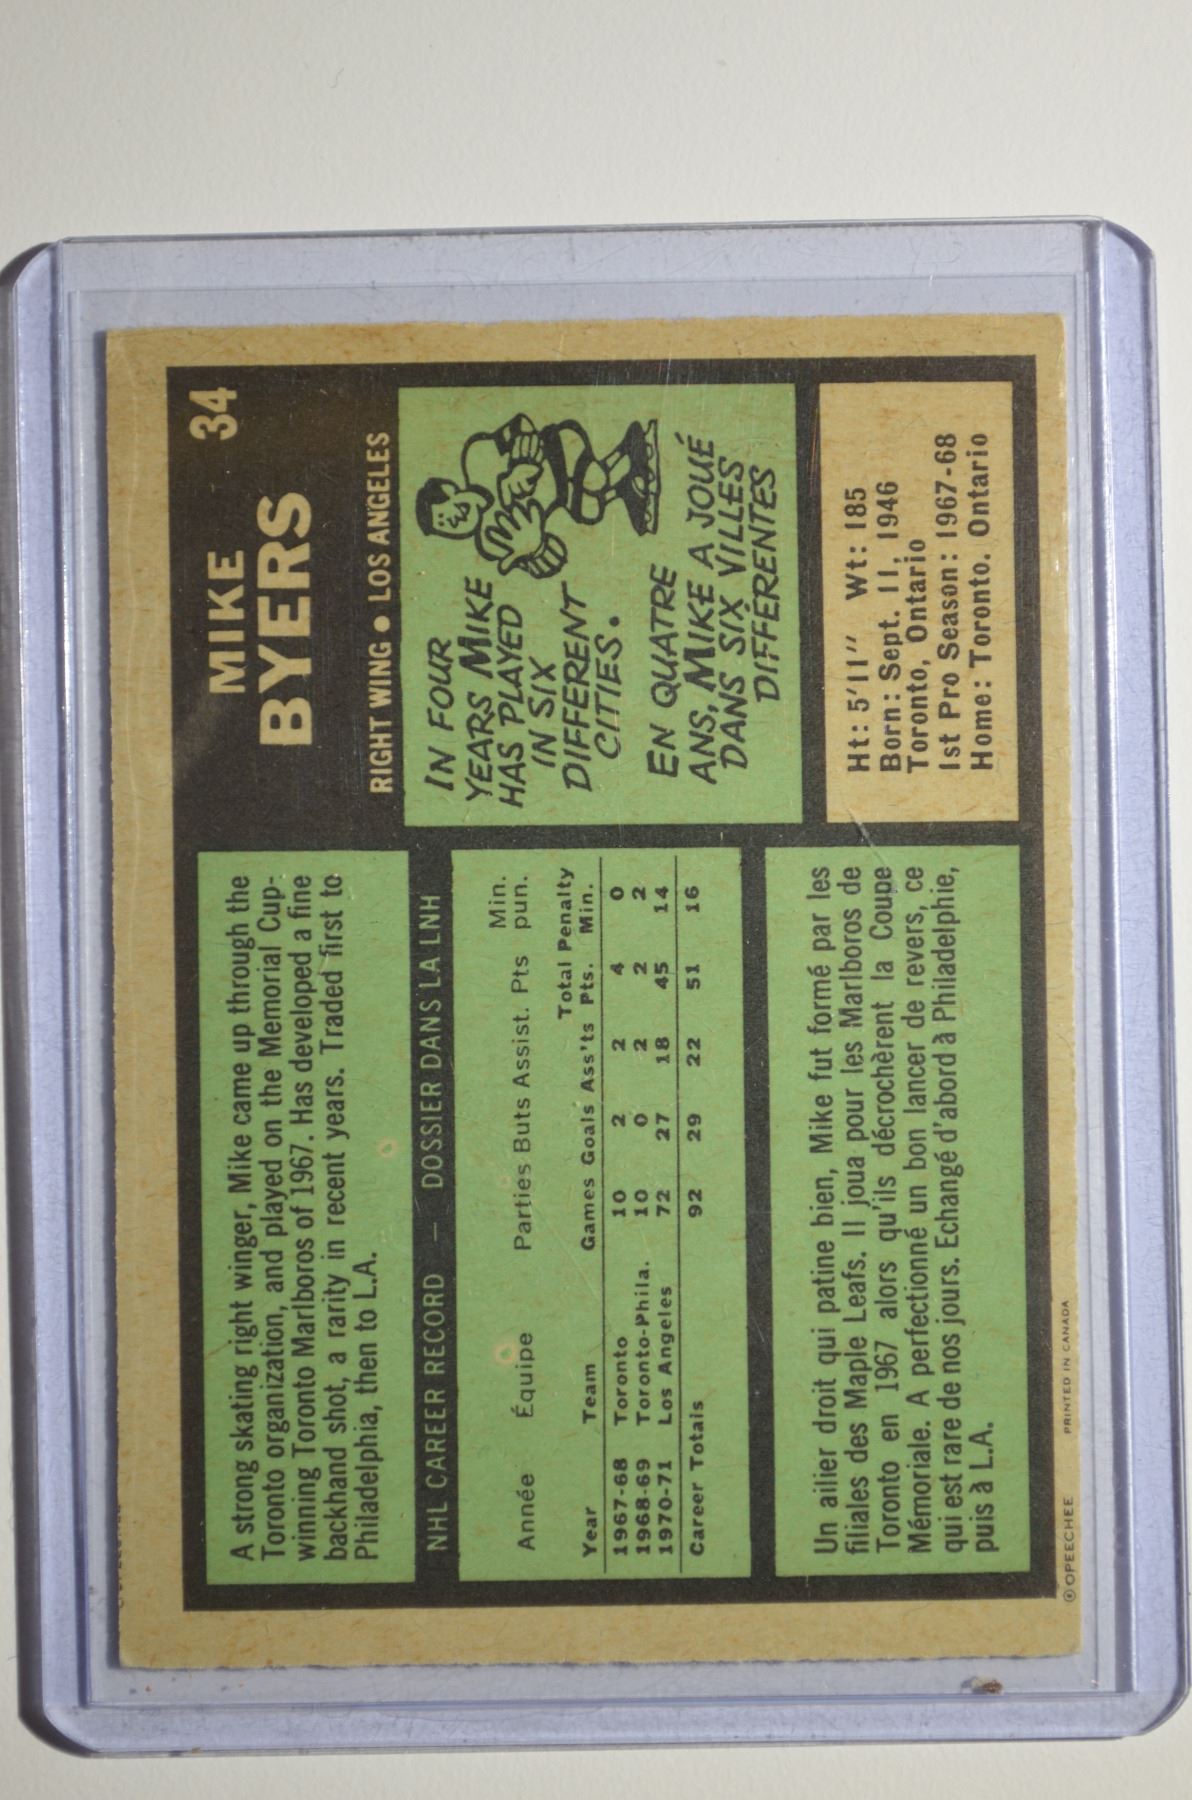 MIKE 34
BYERS
RIGHT WING • LOS ANGELES
A strong skating right winger, Mike came up through the
Toronto organization, and played on the Memorial Cup-
winning Toronto Marlboros of 1967. Has developed a fine
backhand shot, a rarity in recent years. Traded first to
Philadelphia, then to L.A.
IN FOUR
YEARS MIKE
HAS PLAYED
IN SIX
DIFFERENT
CITIES.
EN QUATRE
ANS, MIKE A JOUÉ
DANS SIX VILLES
DIFFÉRENTES
NHL CAREER RECORD — DOSSIER DANS LA LNH
Min.
Année Équipe Parties Buts Assist. Pts pun.
Total Penalty
Year Team Games Goals Ass'ts Pts. Min.
1967-68 Toronto 10 2 2 4 0
1968-69 Toronto-Phila. 10 0 2 2 2
1970-71 Los Angeles 72 27 18 45 14
Career Totals 92 29 22 51 16
Ht: 5'11" Wt: 185
Born: Sept. 11, 1946
Toronto, Ontario
1st Pro Season: 1967-68
Home: Toronto. Ontario
Un ailier droit qui patine bien, Mike fut formé par les
filiales des Maple Leafs. Il joua pour les Marlboros de
Toronto en 1967 alors qu'ils décrochèrent la Coupe
Mémoriale. A perfectionné un bon lancer de revers, ce
qui est rare de nos jours. Echangé d'abord à Philadelphie,
puis à L.A.
© OPEECHEE PRINTED IN CANADA